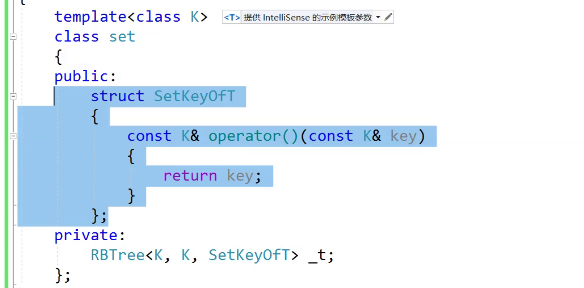 {
template<class K>  <T> 提供 IntelliSense 的示例模板参数
class set
{
public:
    struct SetKeyOfT
    {
        const K& operator()(const K& key)
        {
            return key;
        }
    };
private:
    RBTree<K, K, SetKeyOfT> _t;
};